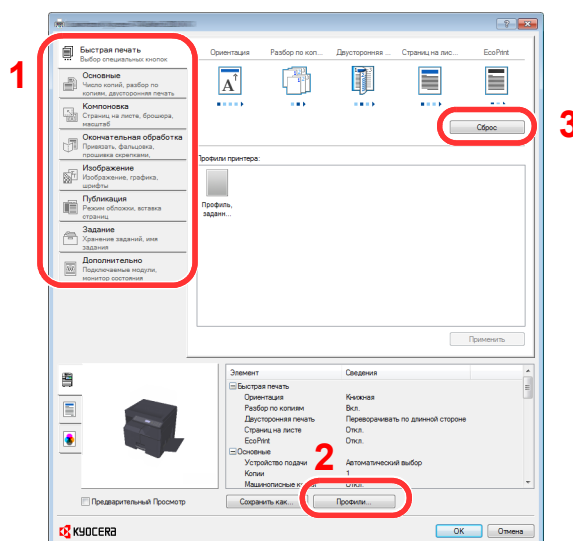 1
Быстрая печать
Выбор специальных кнопок
Основные
Число копий, разбор по
копиям, двусторонняя печать
Компоновка
Страниц на листе, брошюра,
масштаб
Окончательная обработка
Привязать, фальцовка,
прошивка скрепками,
Изображение
Изображение, графика,
шрифты
Публикация
Режим обложки, вставка
страниц
Задание
Хранение заданий, имя
задания
Дополнительно
Подключаемые модули,
монитор состояния
Ориентация Разбор по коп... Двусторонняя ... Страниц на лис... EcoPrint
A
Сброс
3
Профили принтера:
Профиль,
заданн...
Применить
Элемент Сведения
Быстрая печать
Ориентация Книжная
Разбор по копиям Вкл.
Двусторонняя печать Переворачивать по длинной стороне
Страниц на листе Откл.
EcoPrint Откл.
Основные
Устройство подачи Автоматический выбор
Копии 1
Машинописные Откл.
2
Предварительный Просмотр
Сохранить как... Профили...
KYOCERA
OK Отмена